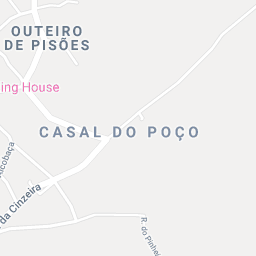 OUTEIRO
DE PISÕES
ing House
CASAL DO POÇO
da Cinzeira
R. do Pinhei